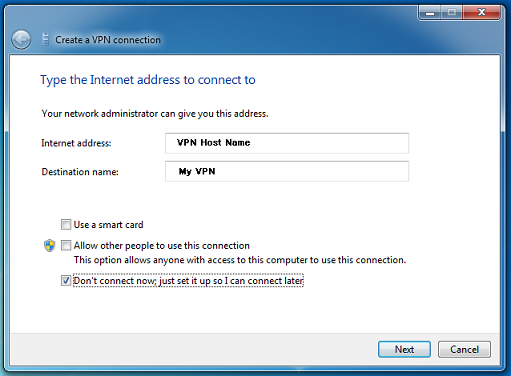 Create a VPN connection
Type the Internet address to connect to
Your network administrator can give you this address.
Internet address: VPN Host Name
Destination name: My VPN
Use a smart card
Allow other people to use this connection
This option allows anyone with access to this computer to use this connection.
Don't connect now; just set it up so I can connect later
Next Cancel